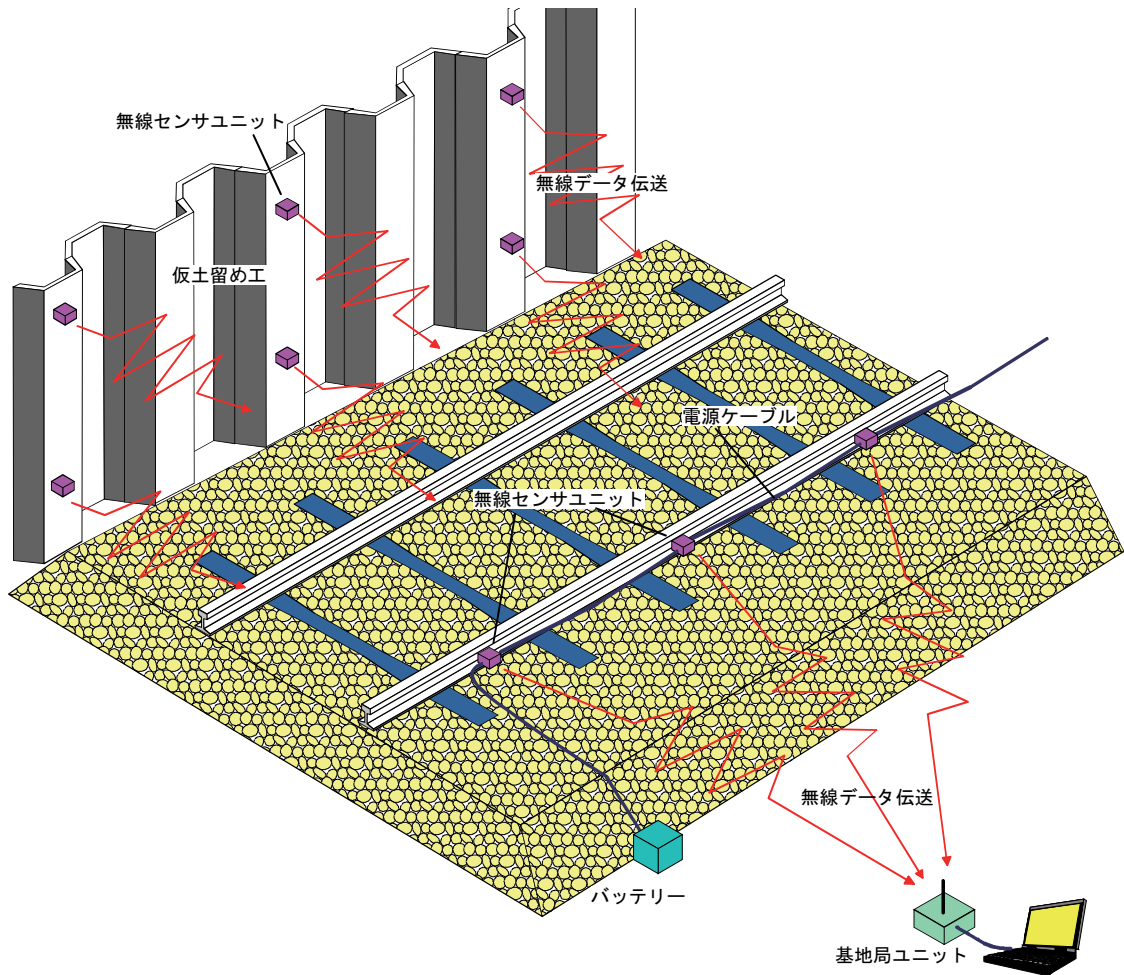 無線センサユニット
無線データ伝送
仮土留め工
電源ケーブル
無線センサユニット
無線データ伝送
バッテリー
基地局ユニット